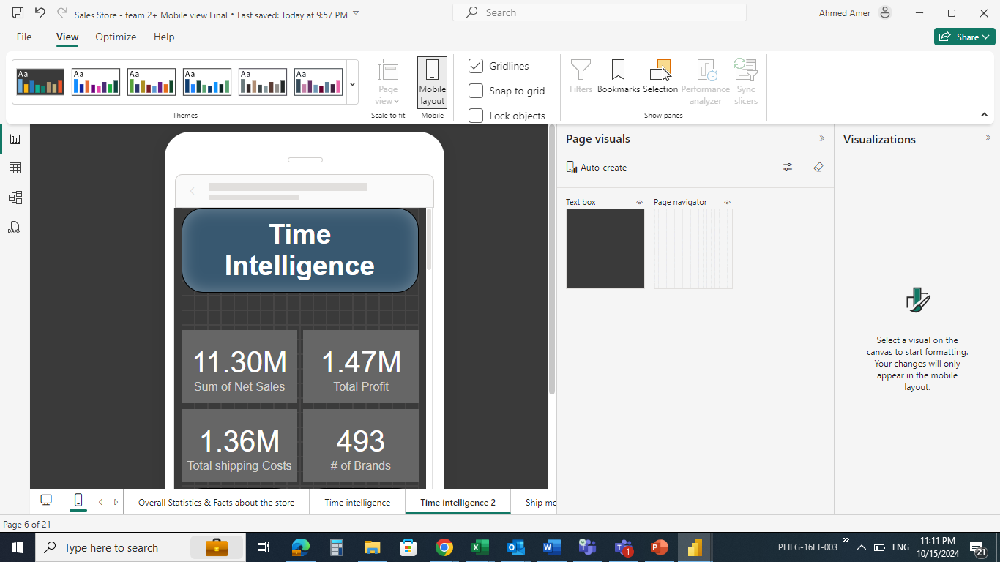 Sales Store - team 2+ Mobile view Final • Last saved: Today at 9:57 PM
Search
Ahmed Amer
File
View
Optimize
Help
Share
Aa
Aa
Aa
Aa
Aa
Aa
Themes
Page
view
Scale to fit
Mobile
layout
Mobile
Gridlines
Snap to grid
Lock objects
Filters
Bookmarks
Selection
Performance
analyzer
Sync
slicers
Show panes
DAX
Time
Intelligence
11.30M
Sum of Net Sales
1.47M
Total Profit
1.36M
Total shipping Costs
493
# of Brands
Page visuals
Auto-create
Text box
Page navigator
Visualizations
Select a visual on the
canvas to start formatting.
Your changes will only
appear in the mobile
layout.
Overall Statistics & Facts about the store
Time intelligence
Time intelligence 2
Ship mo
Page 6 of 21
Type here to search
1
PHFG-16LT-003
ENG
11:11 PM
10/15/2024
21